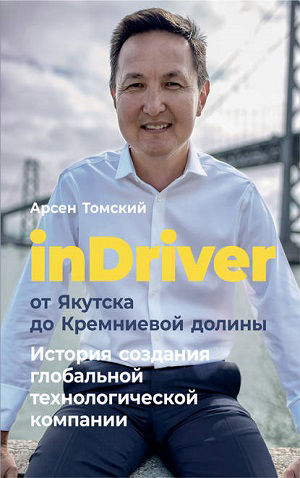 Арсен Томский
inDriver
от Якутска
до Кремниевой долины
История создания
глобальной
технологической
компании